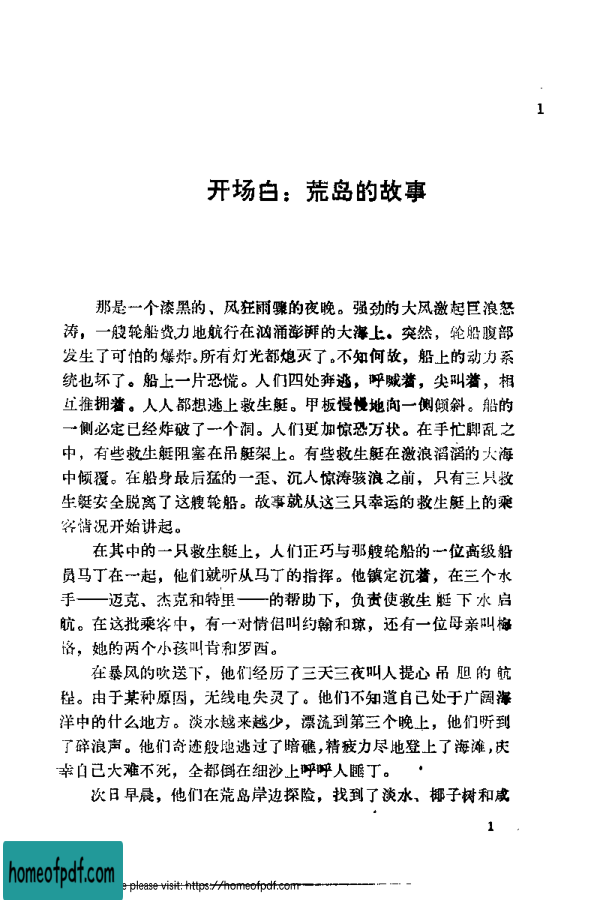 1
开场白：荒岛的故事
那是一个漆黑的、风狂雨骤的夜晚。强劲的大风激起巨浪怒
涛，一艘轮船费力地航行在汹涌澎湃的大海上。突然，轮船腹部
发生了可怕的爆炸。所有灯光都熄灭了。不知何故，船上的动力系
统也坏了。船上一片恐慌。人们四处奔逃，呼喊着，尖叫着，相
互推拥着。人人都想逃上救生艇。甲板慢慢地向一侧倾斜。船的
一侧必定已经炸破了一个洞。人们更加惊恐万状。在手忙脚乱之
中，有些救生艇阻塞在吊艇架上。有些救生艇在激浪滔滔的大海
中倾覆。在船身最后猛的一歪、沉入惊涛骇浪之前，只有三只救
生艇安全脱离了这艘轮船。故事就从这三只幸运的救生艇上的乘
客情况开始讲起。
在其中的一只救生艇上，人们正巧与那艘轮船的一位高级船
员马丁在一起，他们就听从马丁的指挥。他镇定沉着，在三个水
手——迈克、杰克和特里——的帮助下，负责使救生艇下水启
航。在这批乘客中，有一对情侣叫约翰和琼，还有一位母亲叫梅
格，她的两个小孩叫肯和罗西。
在暴风的吹送下，他们经历了三天三夜叫人提心吊胆的航
程。由于某种原因，无线电失灵了。他们不知道自己处于广阔海
洋中的什么地方。淡水越来越少，漂流到第三个晚上，他们听到
了碎浪声。他们奇迹般地逃过了暗礁，精疲力尽地登上了海滩，庆
幸自己大难不死，全都倒在细沙上呼呼入睡了。
次日早晨，他们在荒岛岸边探险，找到了淡水、椰子树和咸
1
homeofpdf.com
e please visit: https://homeofpdf.com